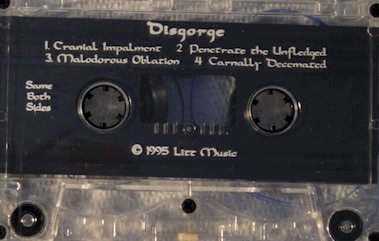 Disgorge
1. Cranial Impalment 2 Penetrate the Unfledged
3. Malodorous Oblation 4 Carnally Decemated
Same
Both
Sides
© 1995 Litt Music